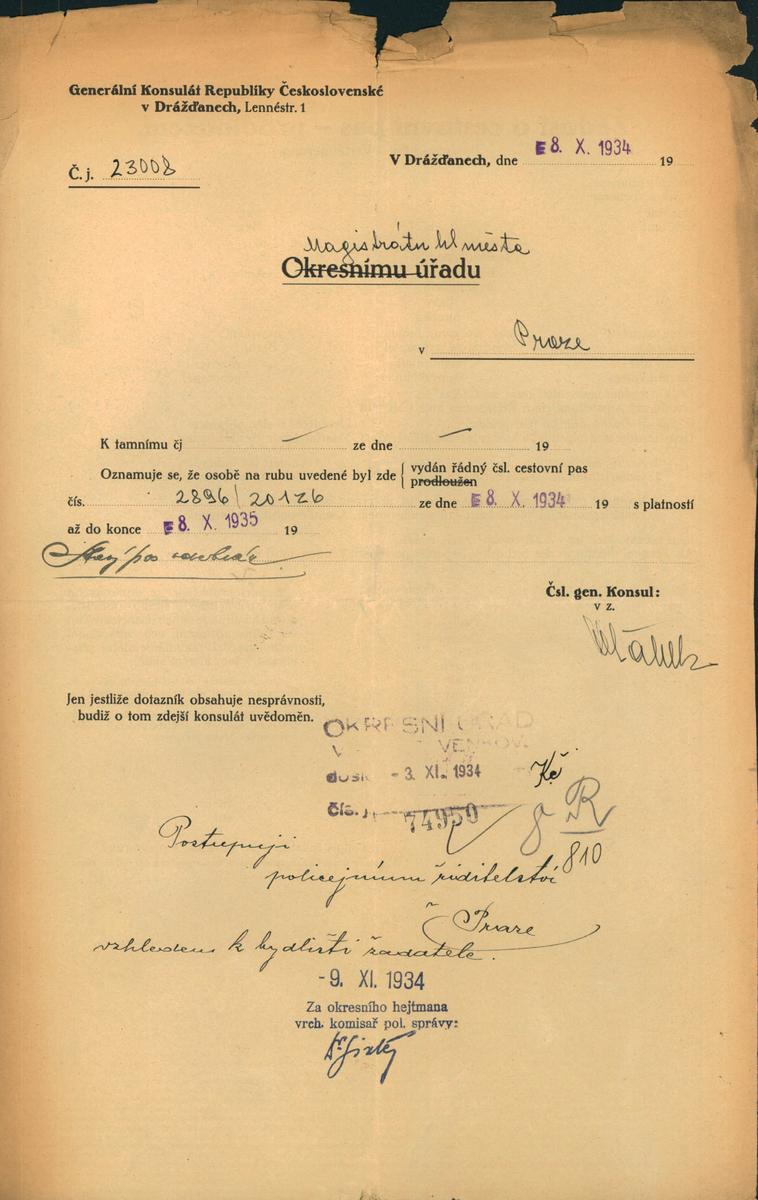 Generální Konsulát Republiky Československé
v Drážďanech, Lennéstr. 1
V Drážďanech, dne 8. X. 1934 19
Č. j. 23008
Magistrátu hl města
Okresnímu úřadu
v Praze
K tamnímu čj — ze dne — 19
Oznamuje se, že osobě na rubu uvedené byl zde { vydán řádný čsl. cestovní pas
prodloužen
čís. 2896/20126 ze dne 8. X. 1934 19 s platností
až do konce 8. X. 1935 19
Starý pas
Čsl. gen. Konsul:
v z.
Jen jestliže dotazník obsahuje nesprávnosti,
budiž o tom zdejší konsulát uvědoměn.
OKRESNÍ ÚŘAD
- 3. XI. 1934 Kč
čís. j. 74950
R
810
Postupuji
policejnímu ředitelství
v Praze
vzhledem k bydlišti žadatele.
- 9. XI. 1934
Za okresního hejtmana
vrch. komisař pol. správy: